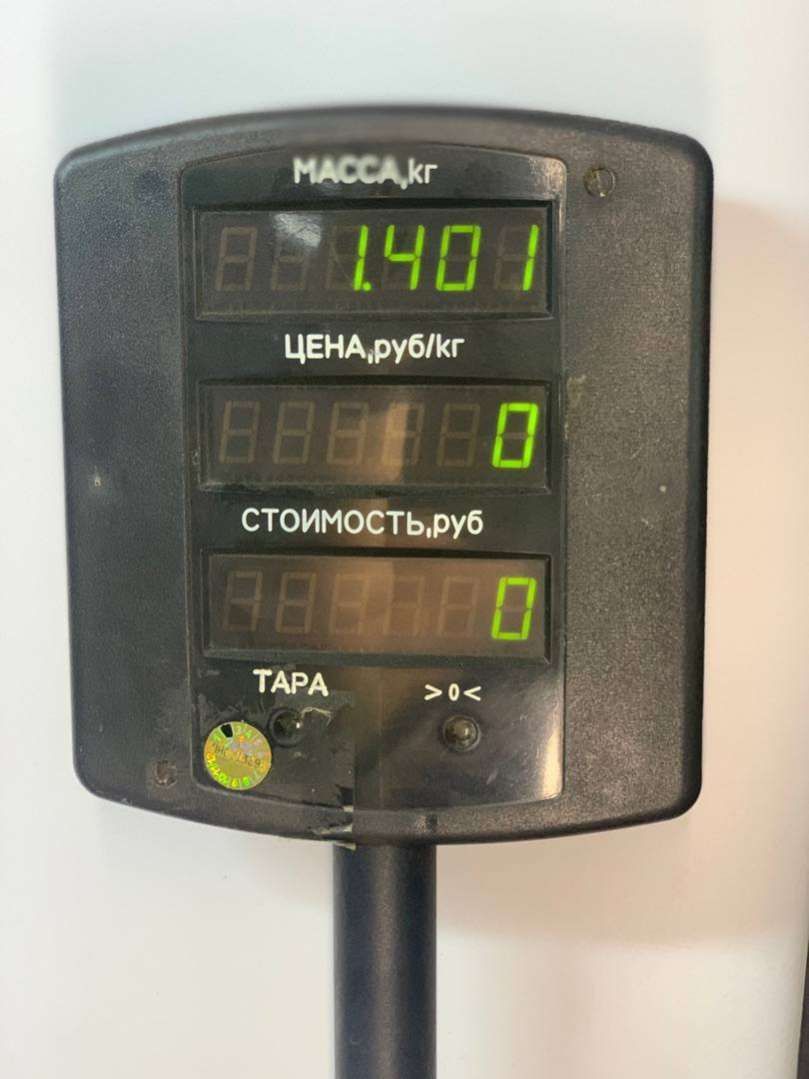 МАССА,кг
1.401
ЦЕНА,руб/кг
0
СТОИМОСТЬ,руб
0
ТАРА >0<